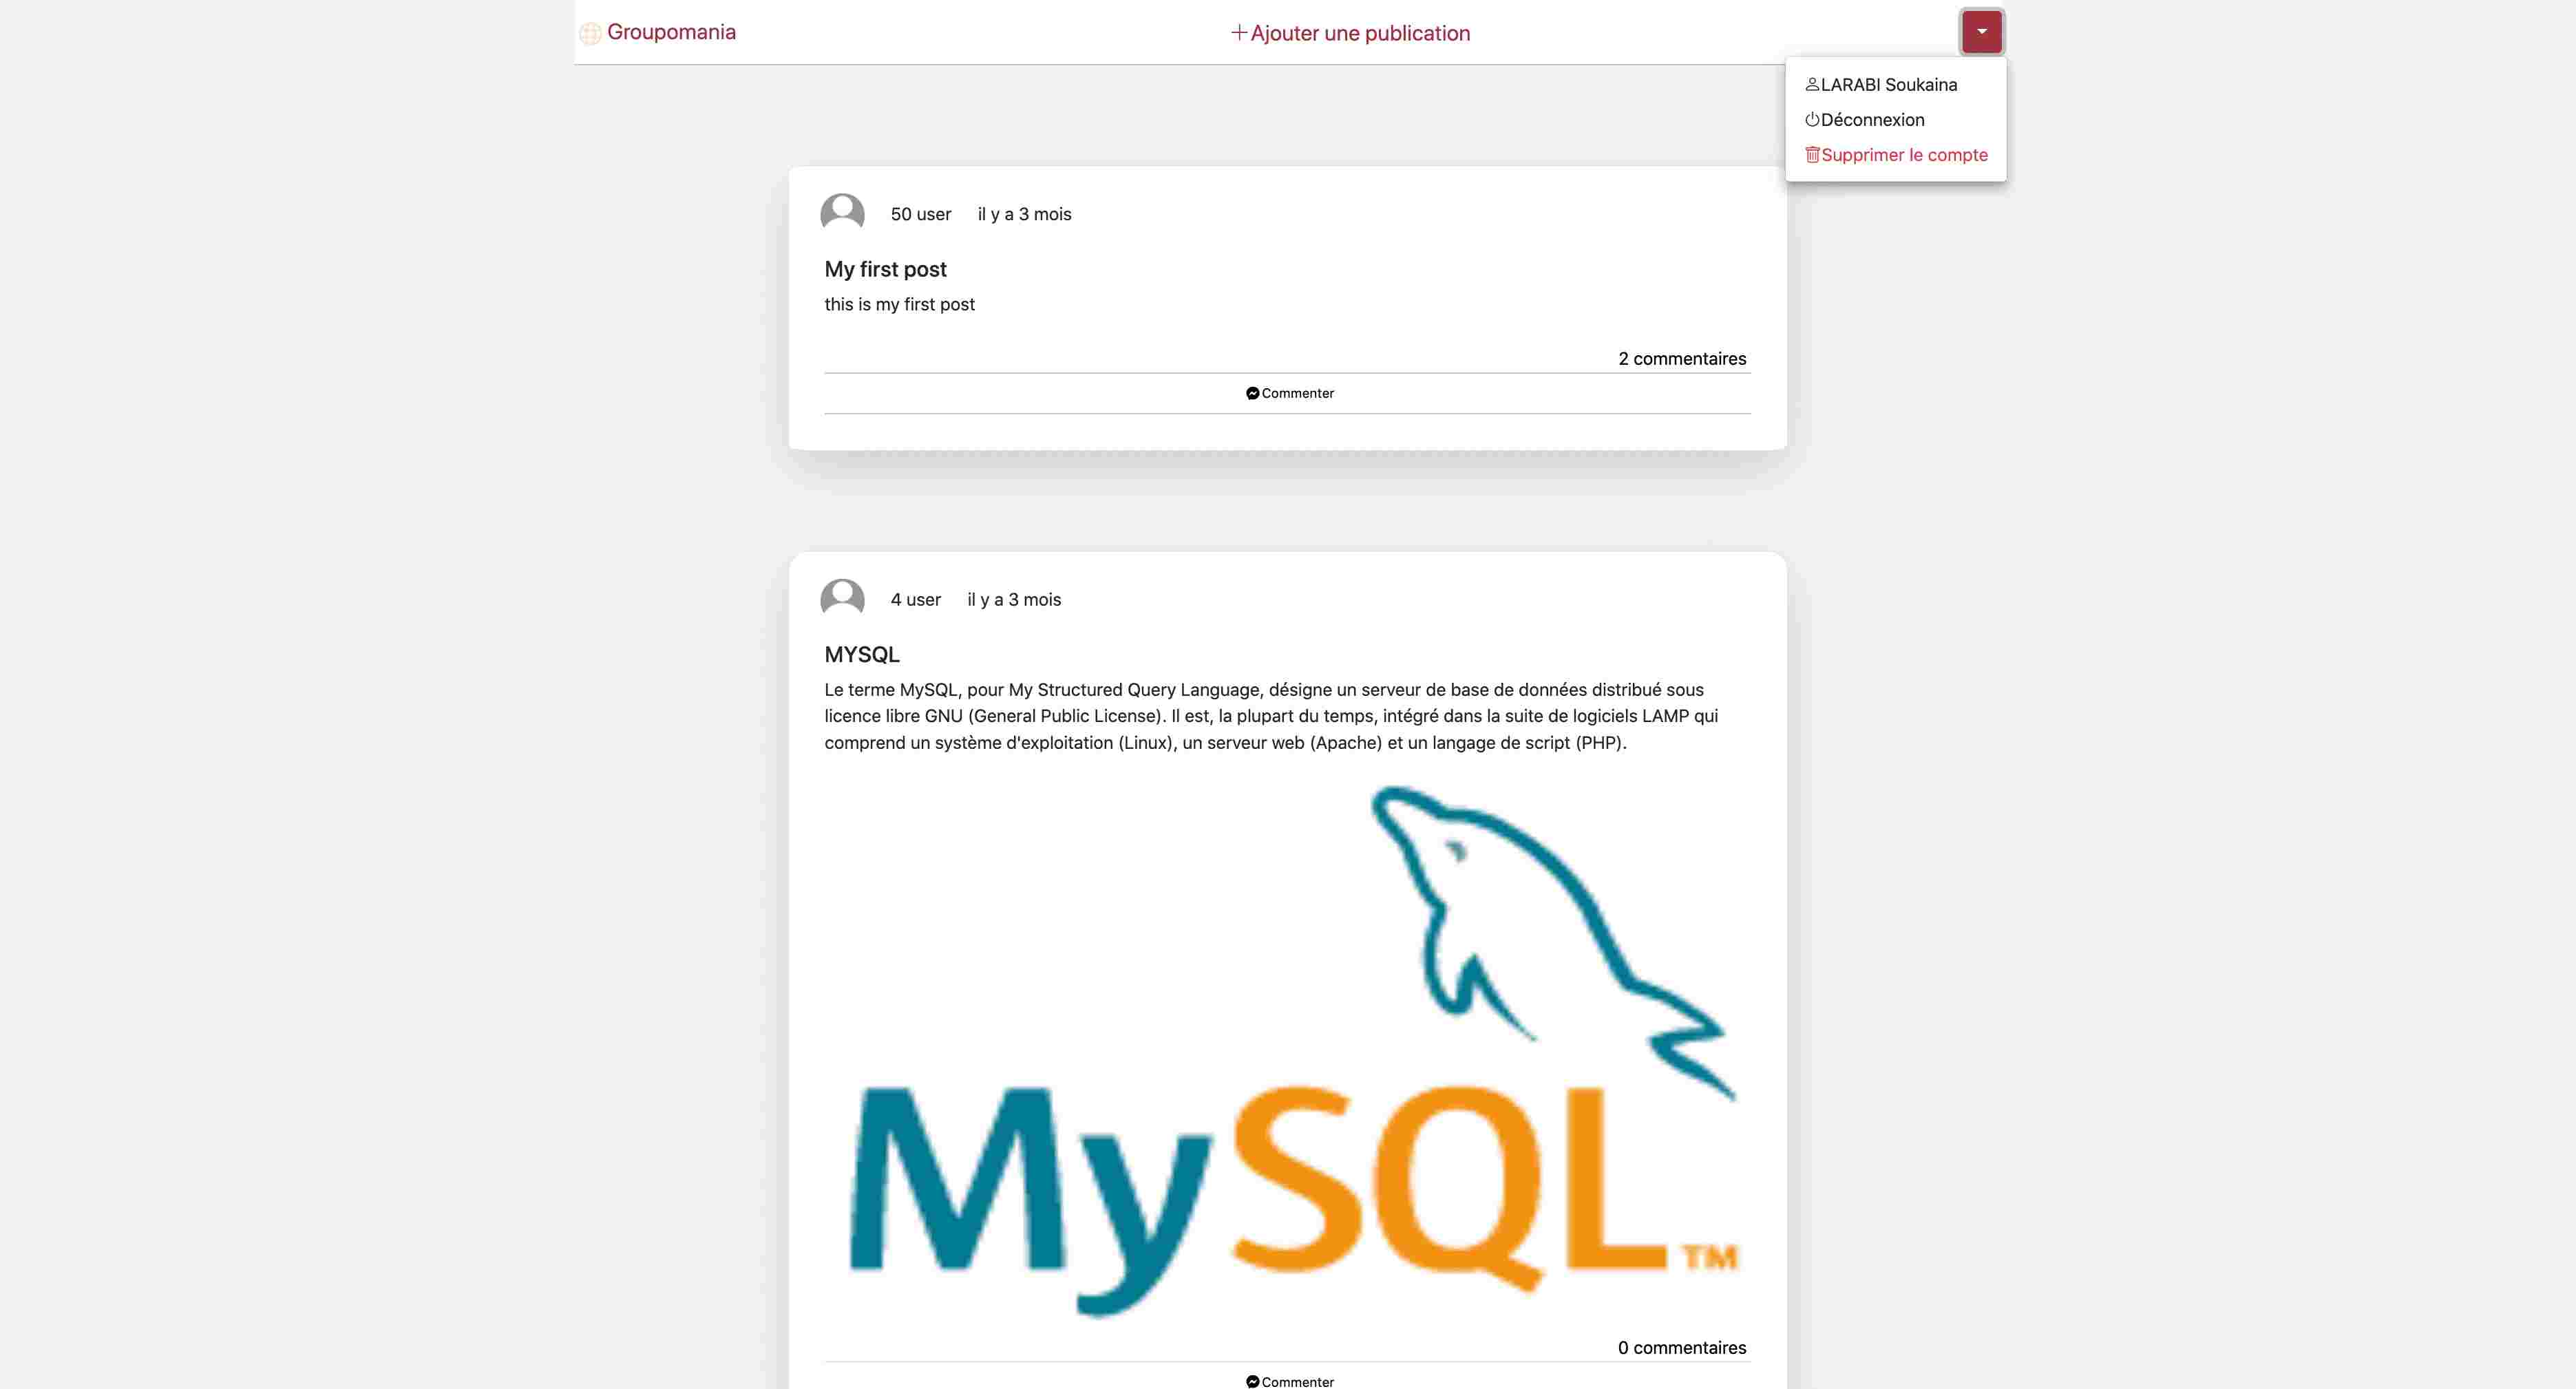 Groupomania
Ajouter une publication
LARABI Soukaina
Déconnexion
Supprimer le compte
50 user il y a 3 mois
My first post
this is my first post
2 commentaires
Commenter
4 user il y a 3 mois
MYSQL
Le terme MySQL, pour My Structured Query Language, désigne un serveur de base de données distribué sous
licence libre GNU (General Public License). Il est, la plupart du temps, intégré dans la suite de logiciels LAMP qui
comprend un système d'exploitation (Linux), un serveur web (Apache) et un langage de script (PHP).
MySQL TM
0 commentaires
Commenter